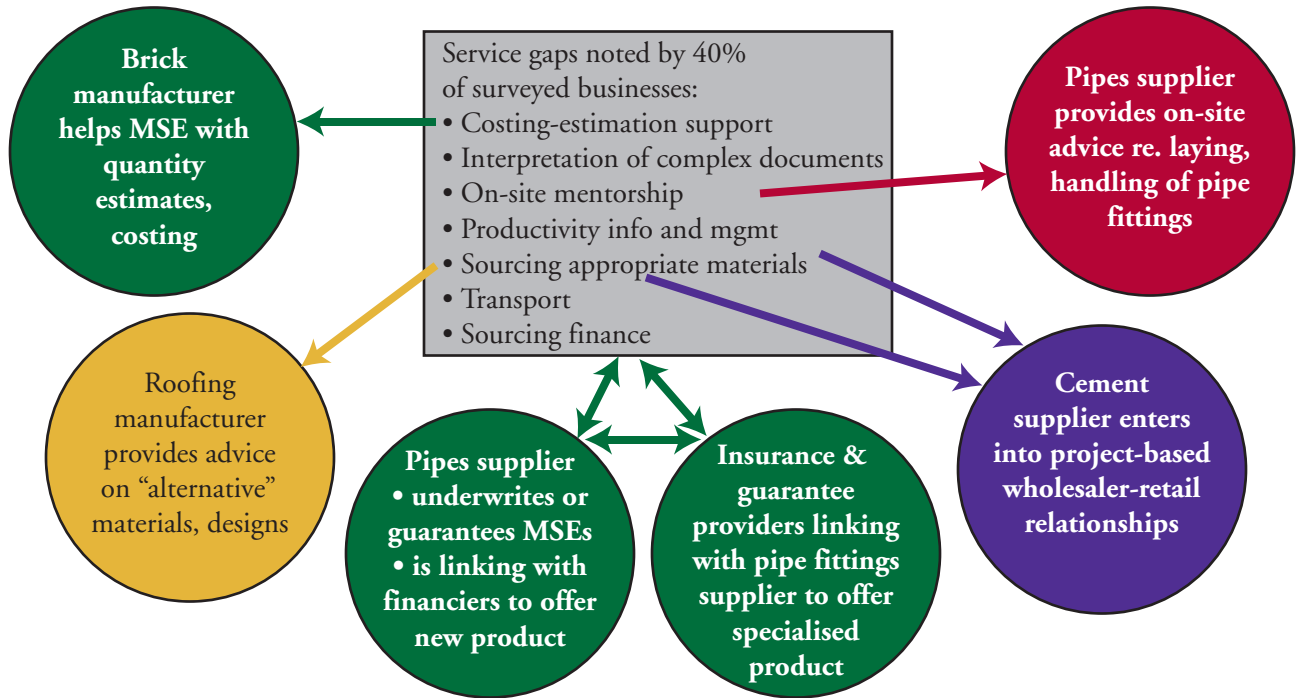 Brick
manufacturer
helps MSE with
quantity
estimates,
costing
Service gaps noted by 40%
of surveyed businesses:
• Costing-estimation support
• Interpretation of complex documents
• On-site mentorship
• Productivity info and mgmt
• Sourcing appropriate materials
• Transport
• Sourcing finance
Pipes supplier
provides on-site
advice re. laying,
handling of pipe
fittings
Roofing
manufacturer
provides advice
on “alternative”
materials, designs
Pipes supplier
• underwrites or
guarantees MSEs
• is linking with
financiers to offer
new product
Insurance &
guarantee
providers linking
with pipe fittings
supplier to offer
specialised
product
Cement
supplier enters
into project-based
wholesaler-retail
relationships